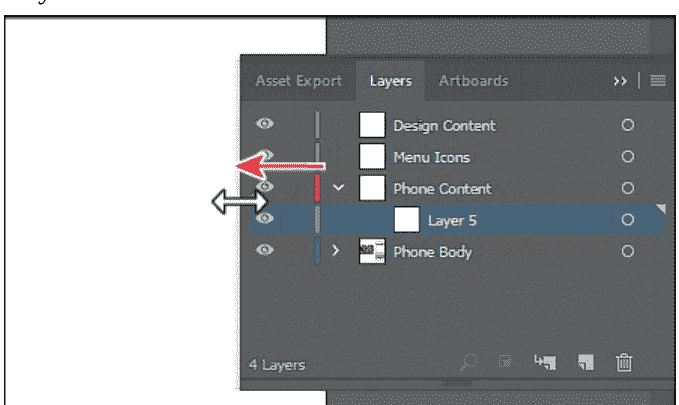 Asset Export Layers Artboards
Design Content
Menu Icons
Phone Content
Layer 5
Phone Body
4 Layers